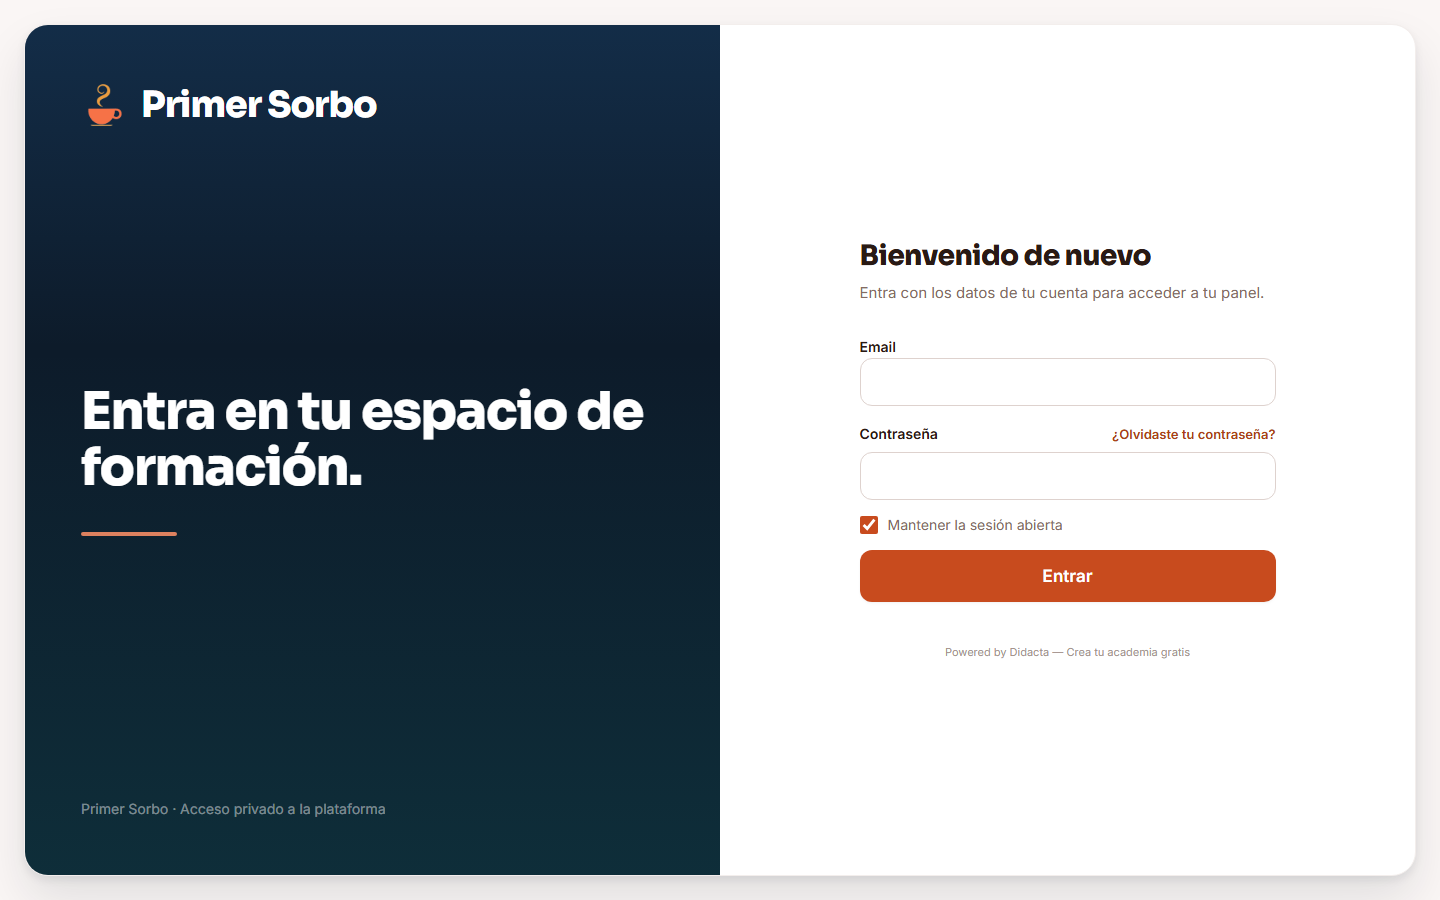 Primer Sorbo
Entra en tu espacio de
formación.
Primer Sorbo · Acceso privado a la plataforma
Bienvenido de nuevo
Entra con los datos de tu cuenta para acceder a tu panel.
Email
Contraseña
¿Olvidaste tu contraseña?
Mantener la sesión abierta
Entrar
Powered by Didacta — Crea tu academia gratis